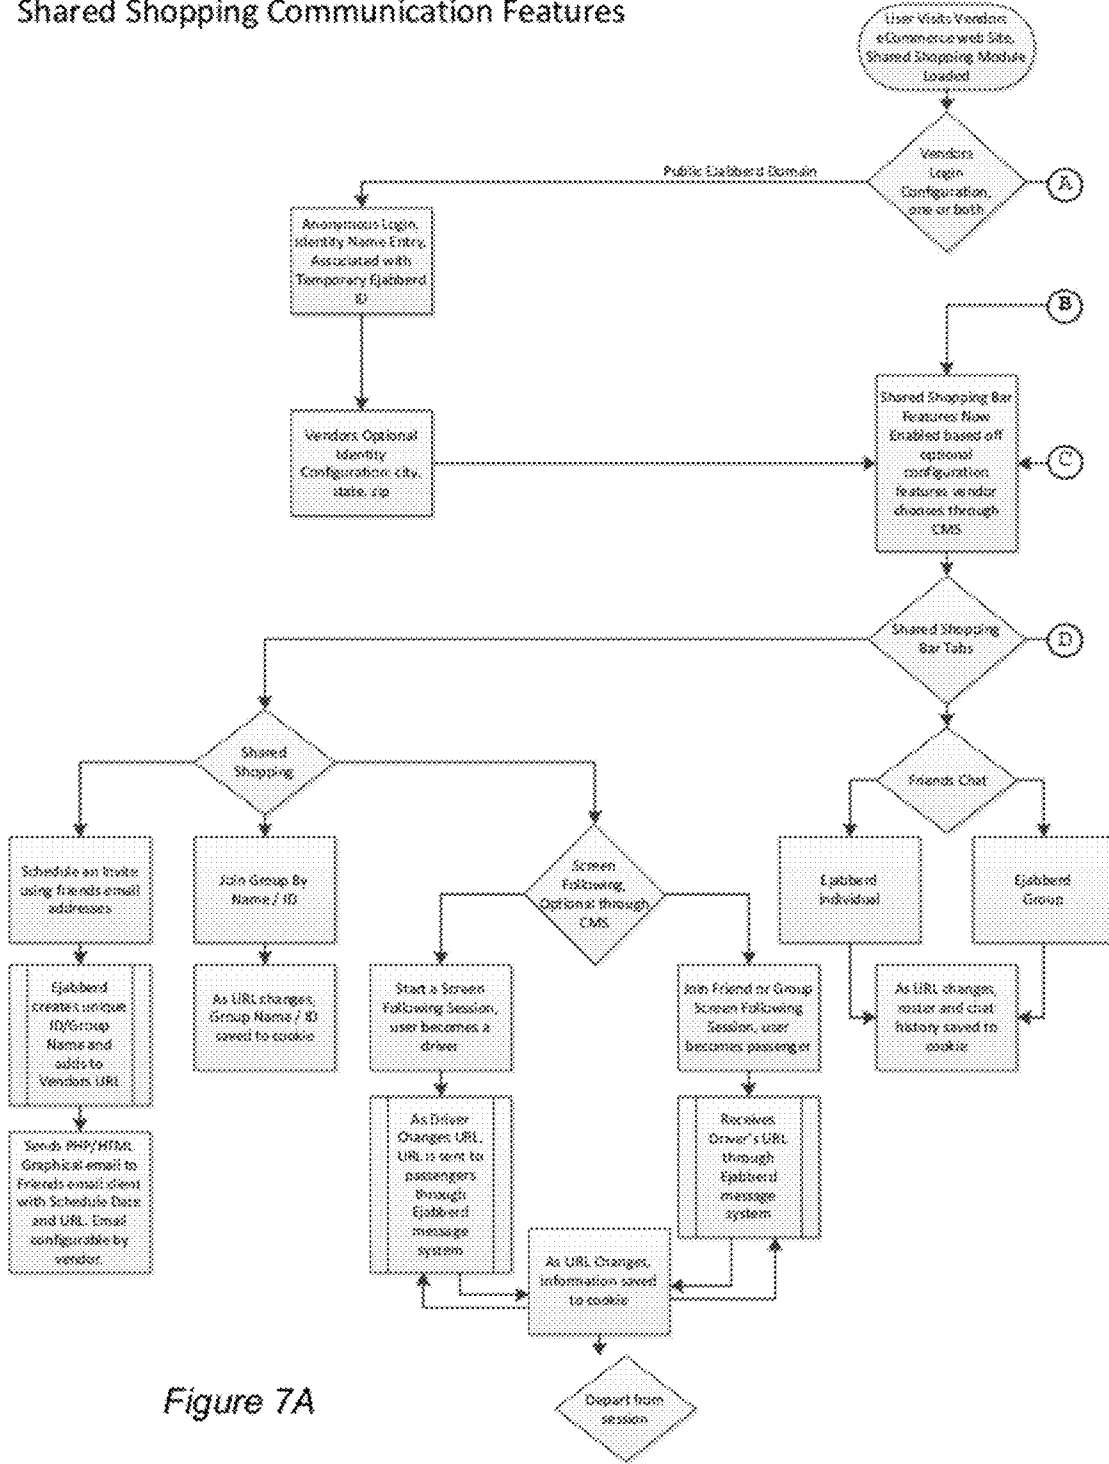 Shared Shopping Communication Features
User Visits Vendors
eCommerce web Site,
Shared Shopping Module
Loaded
Vendors
Login
Configuration,
one or both
A
Public Ejabberd Domain
Anonymous Login,
Identity Name Entry,
Associated with
Temporary Ejabberd
ID
B
Vendors Optional
Identity
Configuration: city,
state, zip
Shared Shopping Bar
Features Now
Enabled based off
optional
configuration
features vendor
chooses through
CMS
C
Shared Shopping
Bar Tabs
D
Shared
Shopping
Friends Chat
Schedule an Invite
using friends email
addresses
Join Group By
Name / ID
Screen
Following,
Optional through
CMS
Ejabberd
Individual
Ejabberd
Group
Ejabberd
creates unique
ID/Group
Name and
adds to
Vendors URL
As URL changes,
Group Name / ID
saved to cookie
Start a Screen
Following Session,
user becomes a
driver
Join Friend or Group
Screen Following
Session, user
becomes passenger
As URL changes,
roster and chat
history saved to
cookie
Sends PHP/HTML
Graphical email to
Friends email client
with Schedule Date
and URL. Email
configurable by
vendor.
As Driver
Changes URL,
URL is sent to
passengers
through
Ejabberd
message
system
Receives
Driver's URL
through
Ejabberd
message
system
As URL Changes,
information saved
to cookie
Depart from
session
Figure 7A